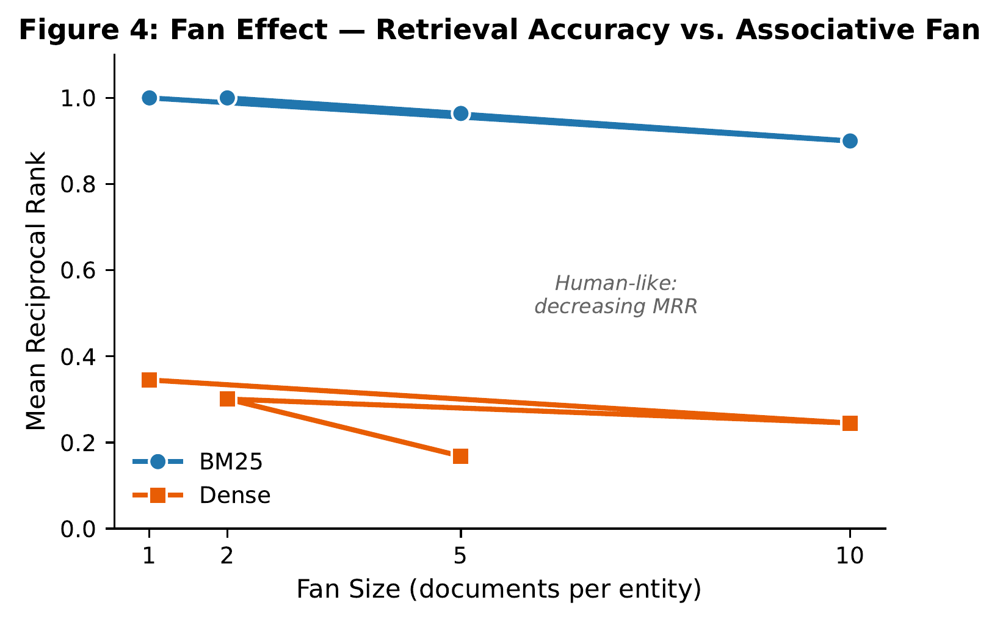 Figure 4: Fan Effect — Retrieval Accuracy vs. Associative Fan
Mean Reciprocal Rank
1.0
0.8
0.6
0.4
0.2
0.0
Human-like:
decreasing MRR
BM25
Dense
1 2 5 10
Fan Size (documents per entity)